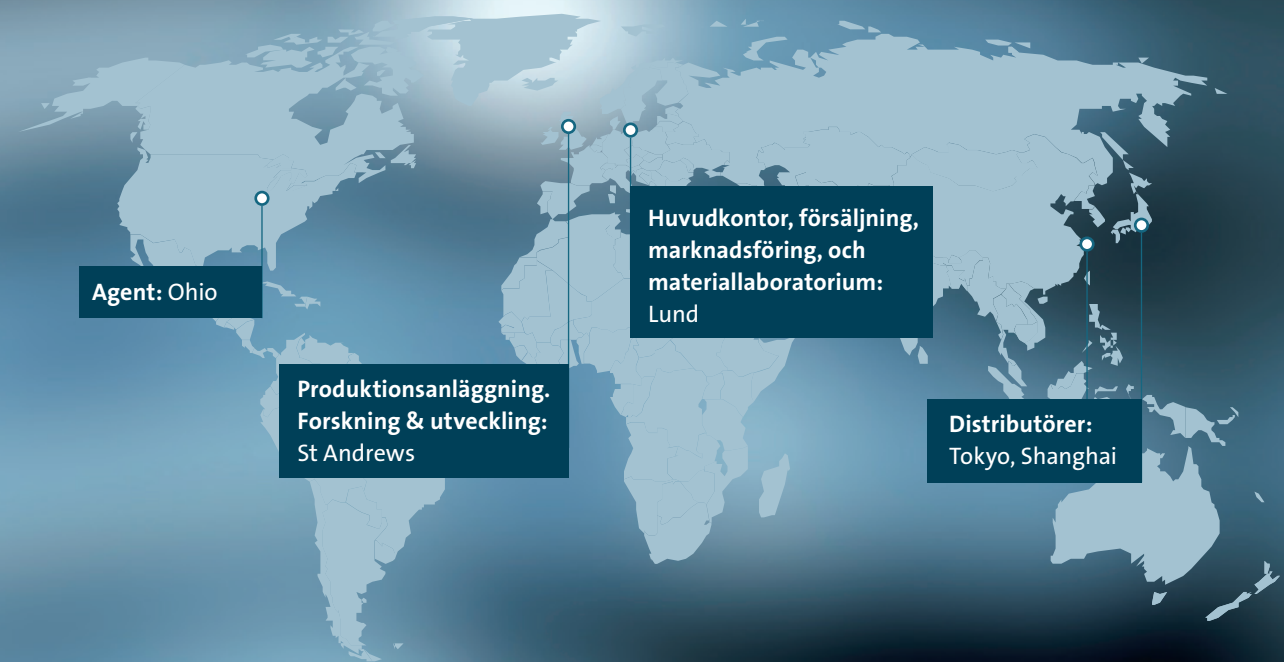 Agent: Ohio
Produktionsanläggning.
Forskning & utveckling:
St Andrews
Huvudkontor, försäljning,
marknadsföring, och
materiallaboratorium:
Lund
Distributörer:
Tokyo, Shanghai